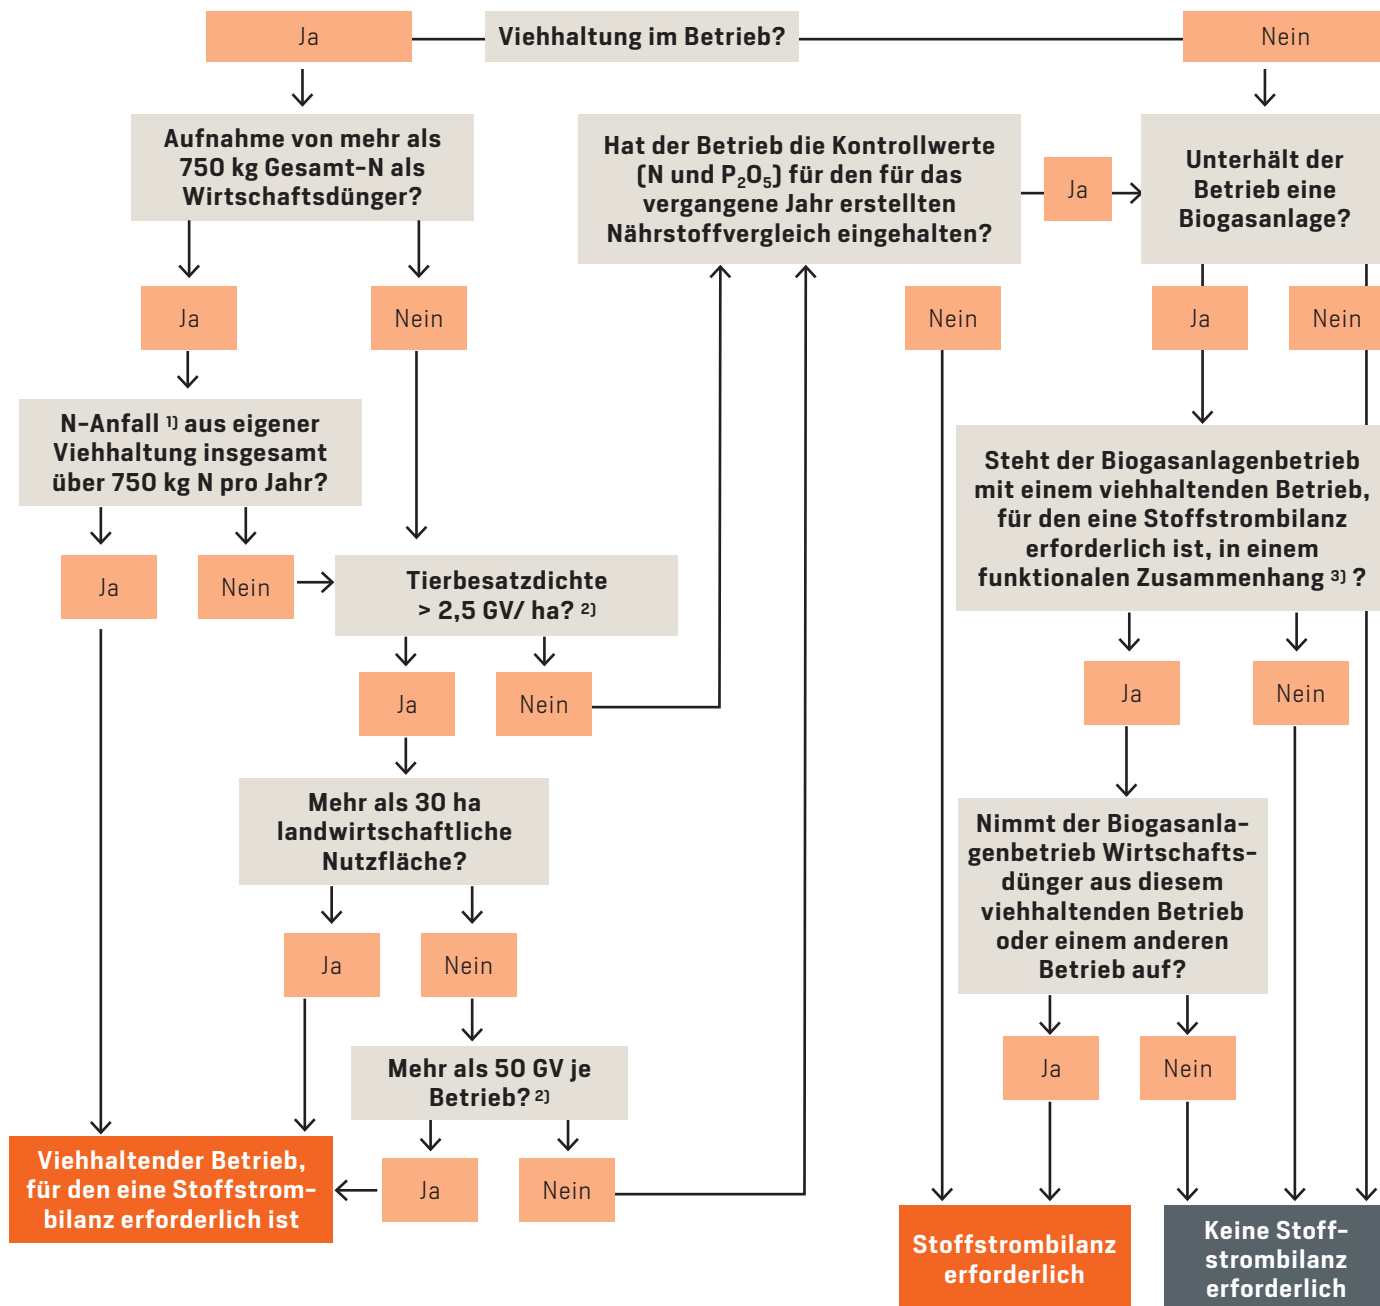 Ja
Viehhaltung im Betrieb?
Nein
Aufnahme von mehr als
750 kg Gesamt-N als
Wirtschaftsdünger?
Hat der Betrieb die Kontrollwerte
(N und P₂O₅) für den für das
vergangene Jahr erstellten
Nährstoffvergleich eingehalten?
Ja
Unterhält der
Betrieb eine
Biogasanlage?
Ja
Nein
Nein
Ja
Nein
N-Anfall ¹⁾ aus eigener
Viehhaltung insgesamt
über 750 kg N pro Jahr?
Steht der Biogasanlagenbetrieb
mit einem viehhaltenden Betrieb,
für den eine Stoffstrombilanz
erforderlich ist, in einem
funktionalen Zusammenhang ³⁾ ?
Ja
Nein
Tierbesatzdichte
> 2,5 GV/ ha? ²⁾
Ja
Nein
Ja
Nein
Mehr als 30 ha
landwirtschaftliche
Nutzfläche?
Nimmt der Biogasanla-
genbetrieb Wirtschafts-
dünger aus diesem
viehhaltenden Betrieb
oder einem anderen
Betrieb auf?
Ja
Nein
Mehr als 50 GV je
Betrieb? ²⁾
Ja
Nein
Viehhaltender Betrieb,
für den eine Stoffstrom-
bilanz erforderlich ist
Ja
Nein
Stoffstrombilanz
erforderlich
Keine Stoff-
strombilanz
erforderlich